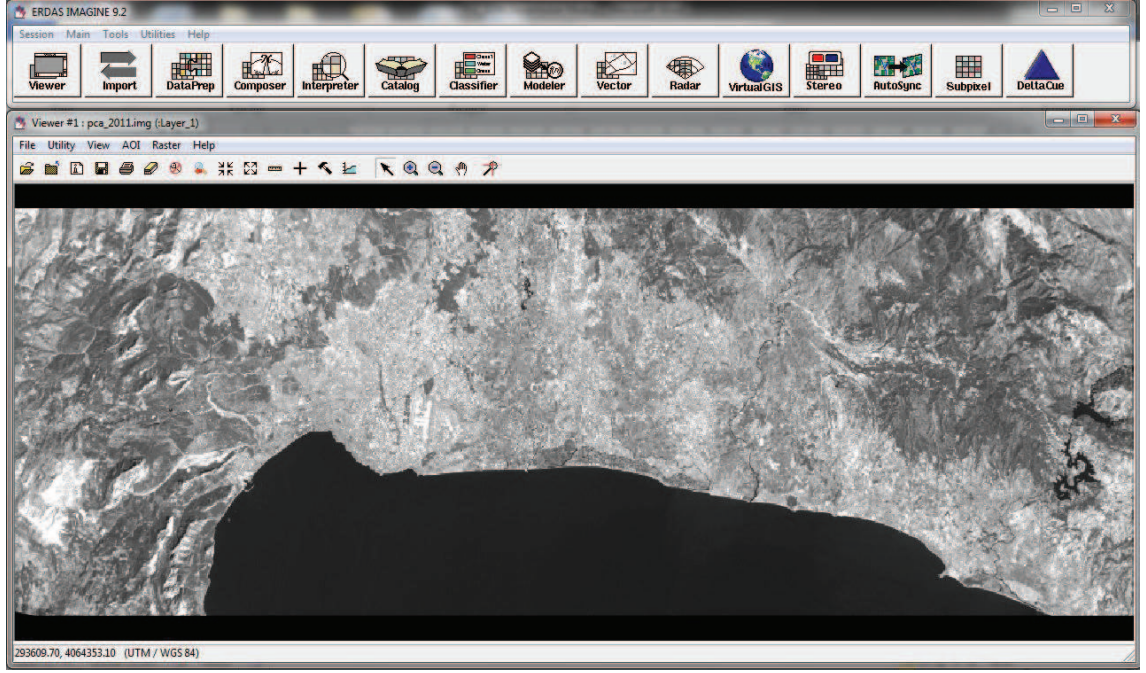 ERDAS IMAGINE 9.2
Session Main Tools Utilities Help
Viewer Import DataPrep Composer Interpreter Catalog Classifier Modeler Vector Radar VirtualGIS Stereo AutoSync Subpixel DeltaCue
Viewer #1 : pca_2011.img (:Layer_1)
File Utility View AOI Raster Help
293609.70, 4064353.10 (UTM / WGS 84)